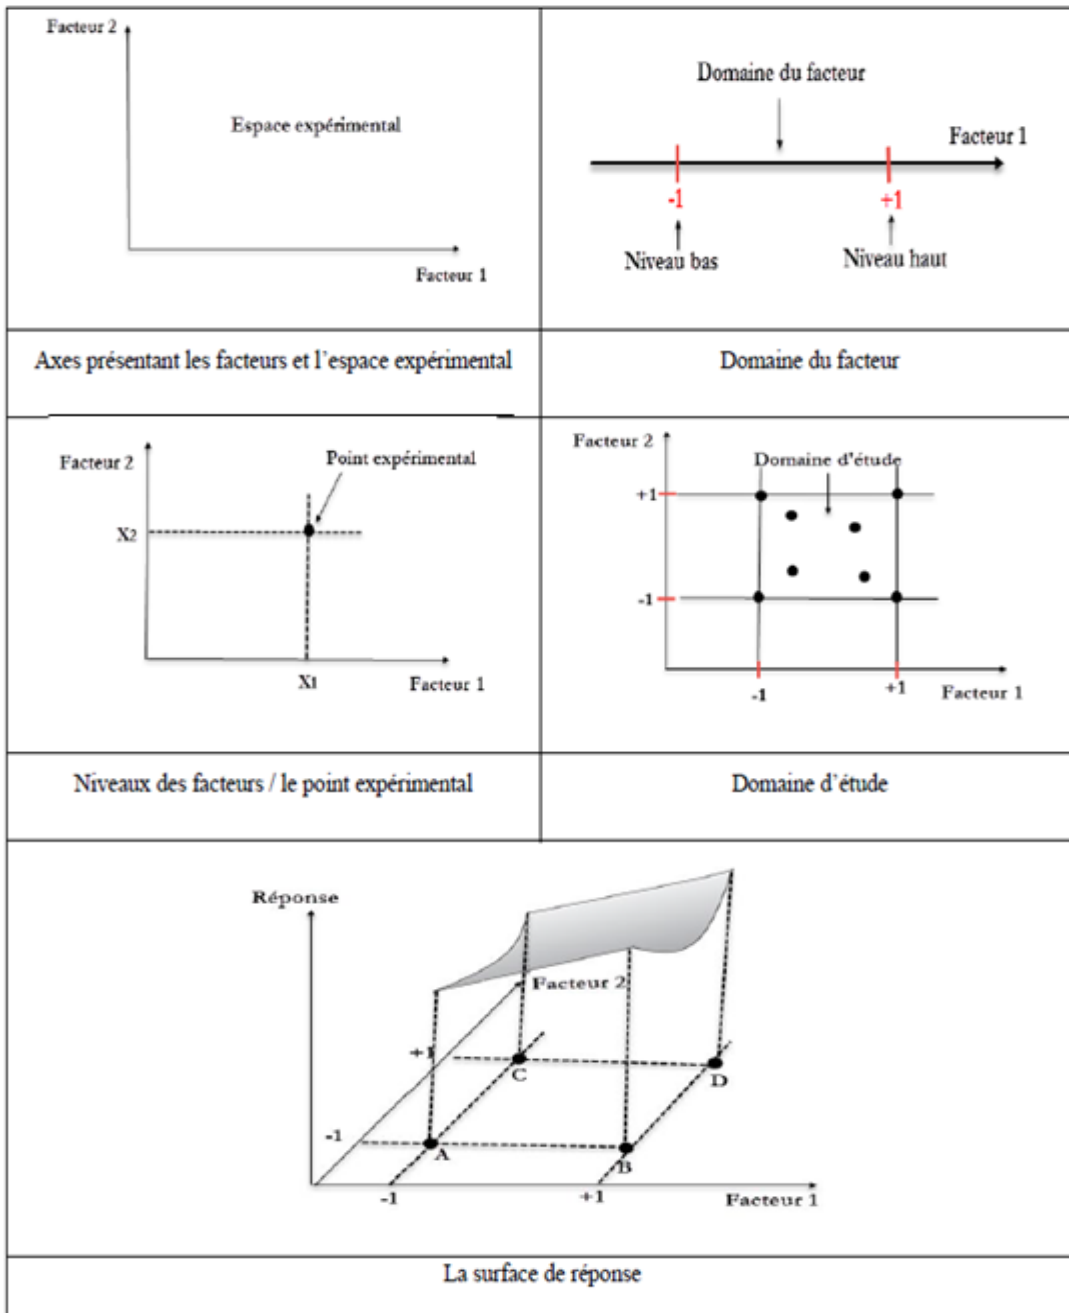 Facteur 2
Espace expérimental
Facteur 1
Domaine du facteur
Facteur 1
-1
+1
Niveau bas
Niveau haut
Axes présentant les facteurs et l'espace expérimental
Domaine du facteur
Facteur 2
Point expérimental
X2
X1
Facteur 1
Facteur 2
Domaine d'étude
+1
-1
-1
+1
Facteur 1
Niveaux des facteurs / le point expérimental
Domaine d'étude
Réponse
Facteur 2
+1
C
D
-1
A
B
-1
+1
Facteur 1
La surface de réponse